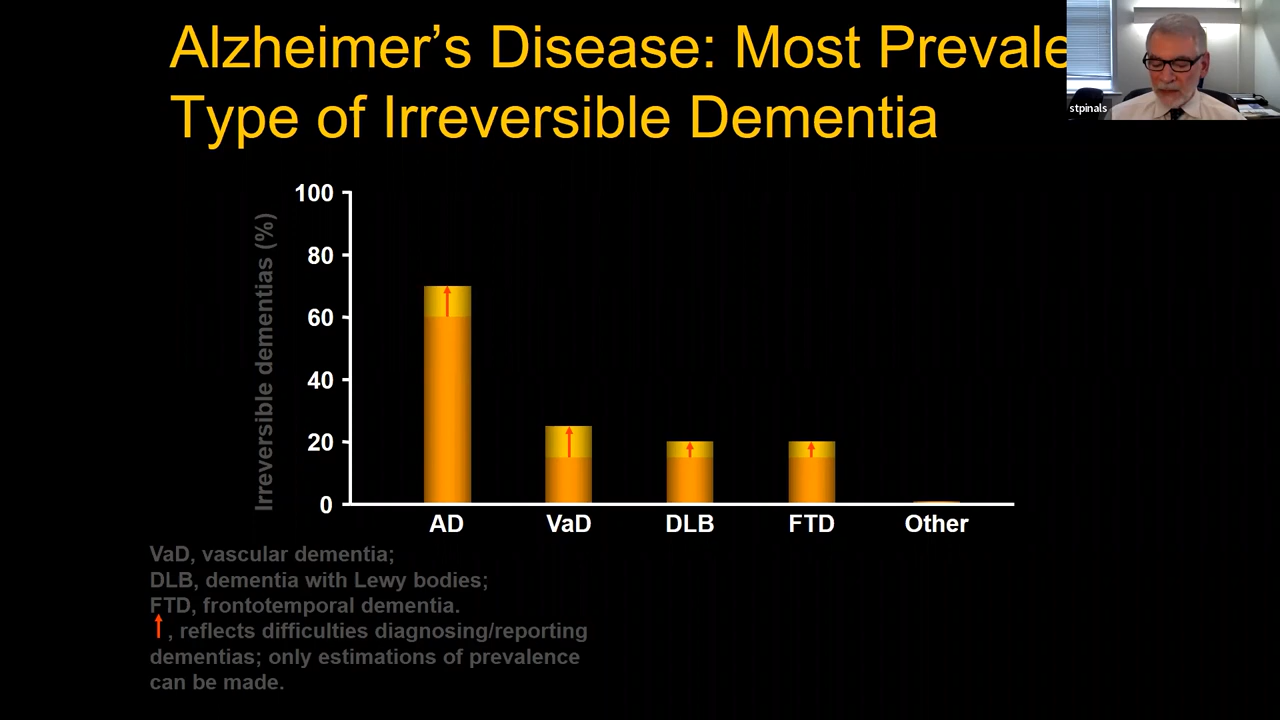 Alzheimer’s Disease: Most Prevale
Type of Irreversible Dementia
stpinals
Irreversible dementias (%)
100
80
60
40
20
0
AD VaD DLB FTD Other
VaD, vascular dementia;
DLB, dementia with Lewy bodies;
FTD, frontotemporal dementia.
, reflects difficulties diagnosing/reporting
dementias; only estimations of prevalence
can be made.